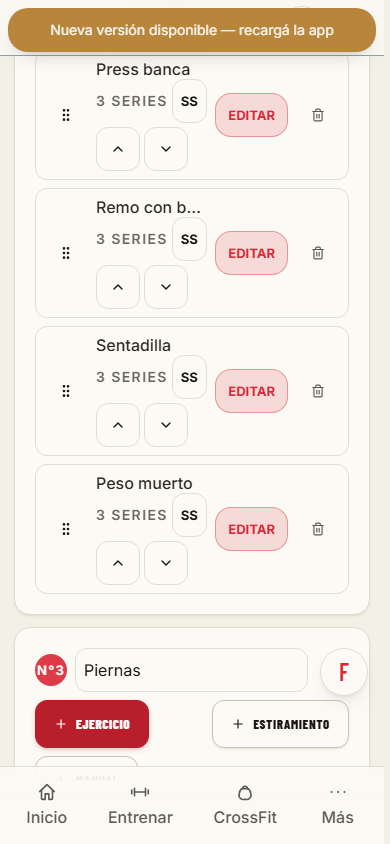 Nueva versión disponible — recargá la app
Press banca
3 SERIES SS
EDITAR
Remo con b...
3 SERIES SS
EDITAR
Sentadilla
3 SERIES SS
EDITAR
Peso muerto
3 SERIES SS
EDITAR
N°3 Piernas
F
+ EJERCICIO + ESTIRAMIENTO
Inicio Entrenar CrossFit Más